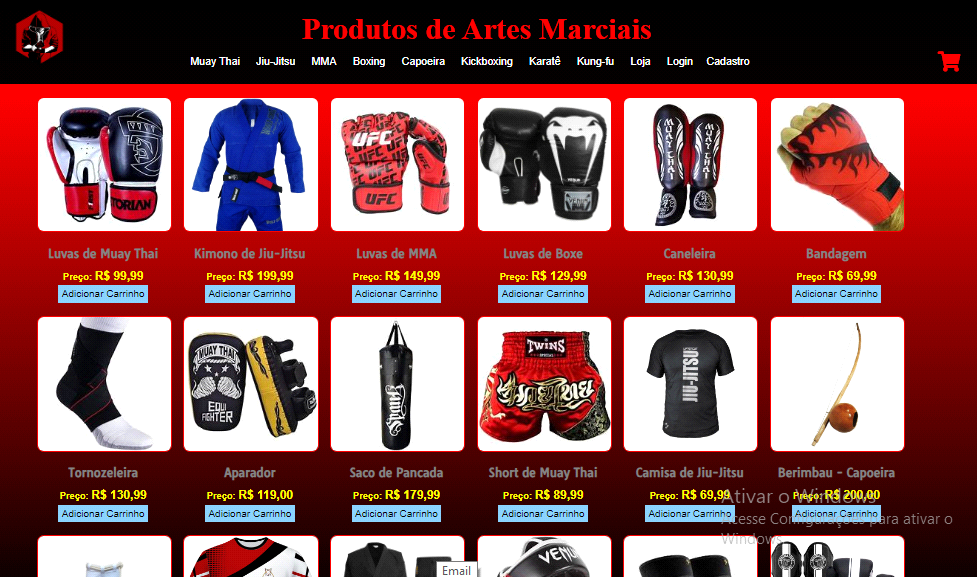 Produtos de Artes Marciais
Muay Thai Jiu-Jitsu MMA Boxing Capoeira Kickboxing Karatê Kung-fu Loja Login Cadastro
TORIAN
UFC
UFC
VENUM
MUAY THAI
MUAY THAI
Luvas de Muay Thai Kimono de Jiu-Jitsu Luvas de MMA Luvas de Boxe Caneleira Bandagem
Preço: R$ 99,99 Preço: R$ 199,99 Preço: R$ 149,99 Preço: R$ 129,99 Preço: R$ 130,99 Preço: R$ 69,99
Adicionar Carrinho Adicionar Carrinho Adicionar Carrinho Adicionar Carrinho Adicionar Carrinho Adicionar Carrinho
MUAY THAI
EQUI
FIGHTER
TWINS
SPECIAL
JIU-JITSU
Tornozeleira Aparador Saco de Pancada Short de Muay Thai Camisa de Jiu-Jitsu Berimbau - Capoeira
Preço: R$ 130,99 Preço: R$ 119,00 Preço: R$ 179,99 Preço: R$ 89,99 Preço: R$ 69,99 Preço: R$ 200,00
Adicionar Carrinho Adicionar Carrinho Adicionar Carrinho Adicionar Carrinho Adicionar Carrinho Adicionar Carrinho
Ativar o Windows
Acesse Configurações para ativar o
Windows.
VENUM
Email